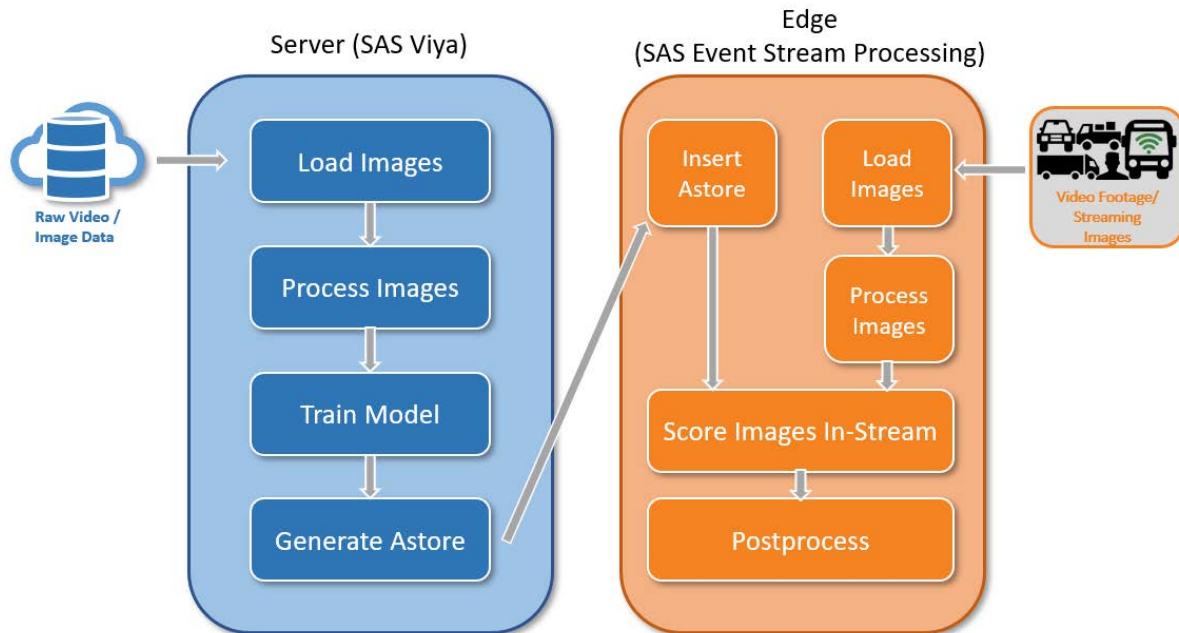 Server (SAS Viya)
Edge
(SAS Event Stream Processing)
Raw Video /
Image Data
Load Images
Process Images
Train Model
Generate Astore
Insert
Astore
Load
Images
Process
Images
Score Images In-Stream
Postprocess
Video Footage/
Streaming
Images